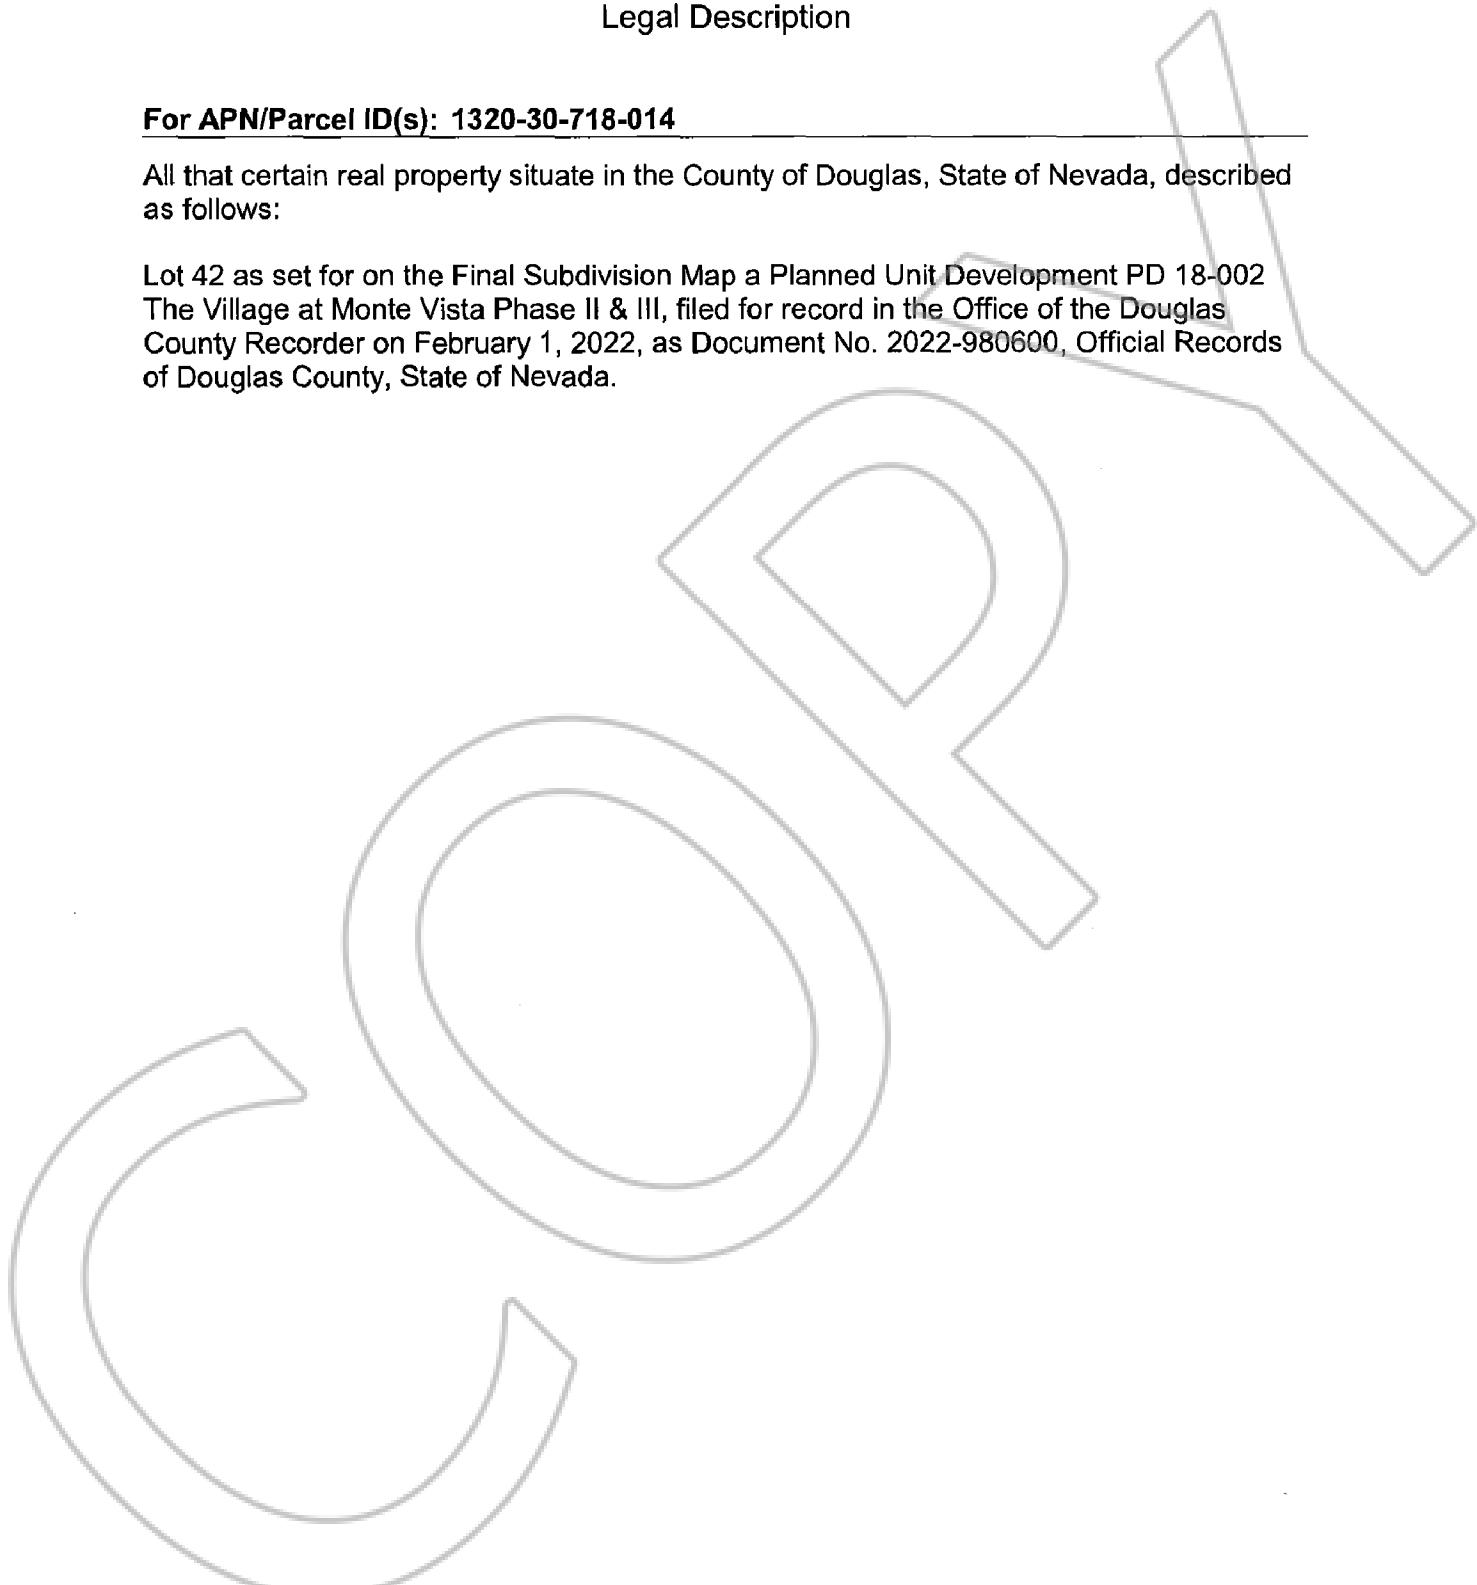 Legal Description
For APN/Parcel ID(s): 1320-30-718-014
All that certain real property situate in the County of Douglas, State of Nevada, described
as follows:
Lot 42 as set for on the Final Subdivision Map a Planned Unit Development PD 18-002
The Village at Monte Vista Phase II & III, filed for record in the Office of the Douglas
County Recorder on February 1, 2022, as Document No. 2022-980600, Official Records
of Douglas County, State of Nevada.
COPY